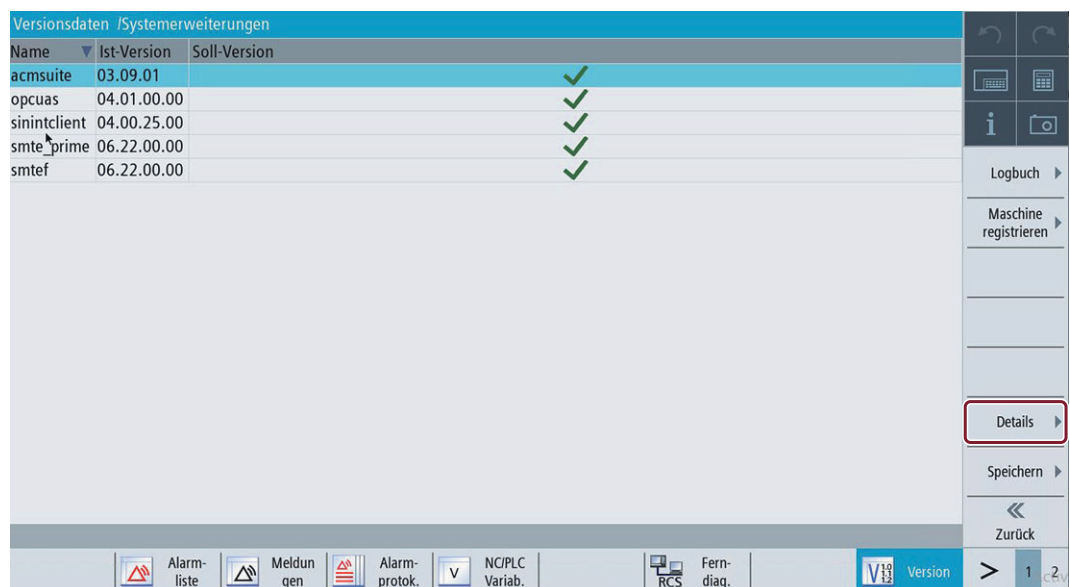 Versionsdaten /Systemerweiterungen
Name Ist-Version Soll-Version
acmsuite 03.09.01
opcuas 04.01.00.00
sinintclient 04.00.25.00
smte_prime 06.22.00.00
smtef 06.22.00.00
i
Logbuch
Maschine
registrieren
Details
Speichern
Zurück
Alarm-
liste
Meldun
gen
Alarm-
protok.
V
NC/PLC
Variab.
RCS
Fern-
diag.
Version
> 1 2